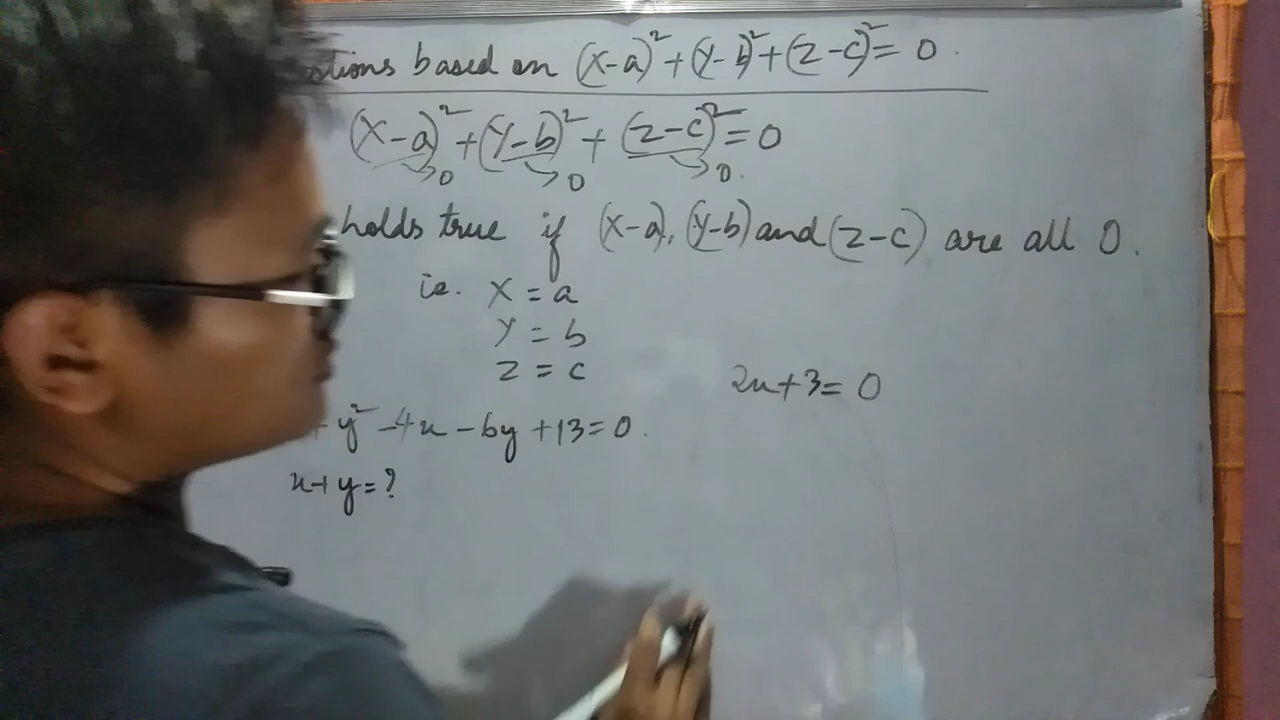 based on (x-a)²+(y-b)²+(z-c)²=0.
(x-a)²+(y-b)²+(z-c)²=0
→0 →0 →0.
holds true if (x-a), (y-b) and (z-c) are all 0.
ie. x = a
y = b
z = c
2x+3=0
+ y² -4x -6y +13=0.
x+y=?